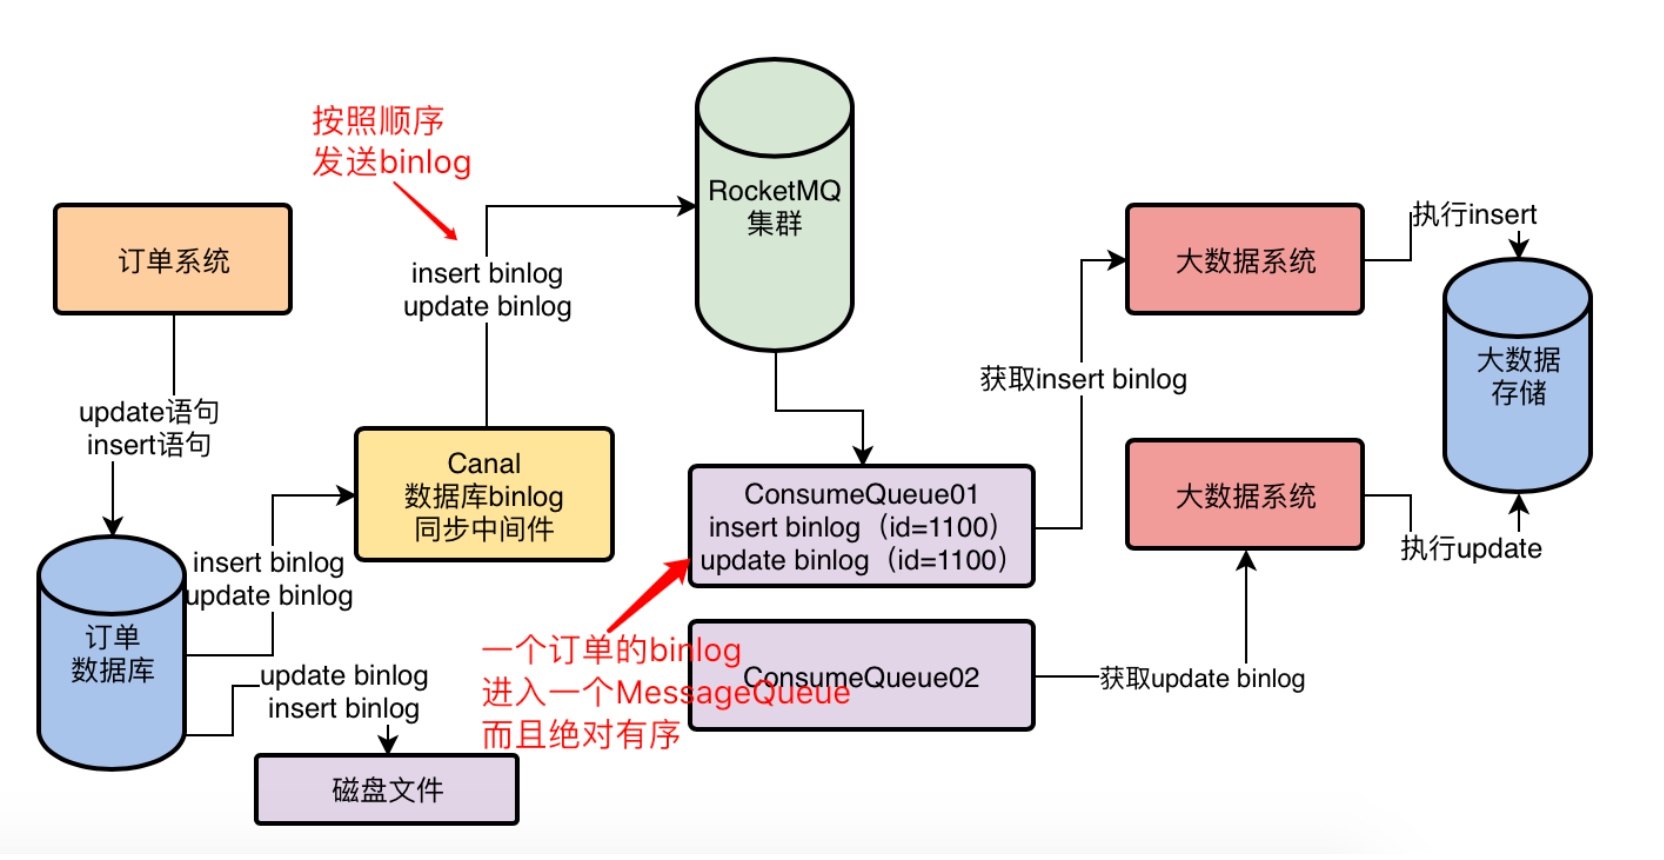 按照顺序
发送binlog
RocketMQ
集群
订单系统
insert binlog
update binlog
大数据系统
执行insert
大数据
存储
获取insert binlog
update语句
insert语句
Canal
数据库binlog
同步中间件
ConsumeQueue01
insert binlog（id=1100）
update binlog（id=1100）
大数据系统
执行update
insert binlog
update binlog
订单
数据库
一个订单的binlog
进入一个MessageQueue
而且绝对有序
ConsumeQueue02
获取update binlog
update binlog
insert binlog
磁盘文件